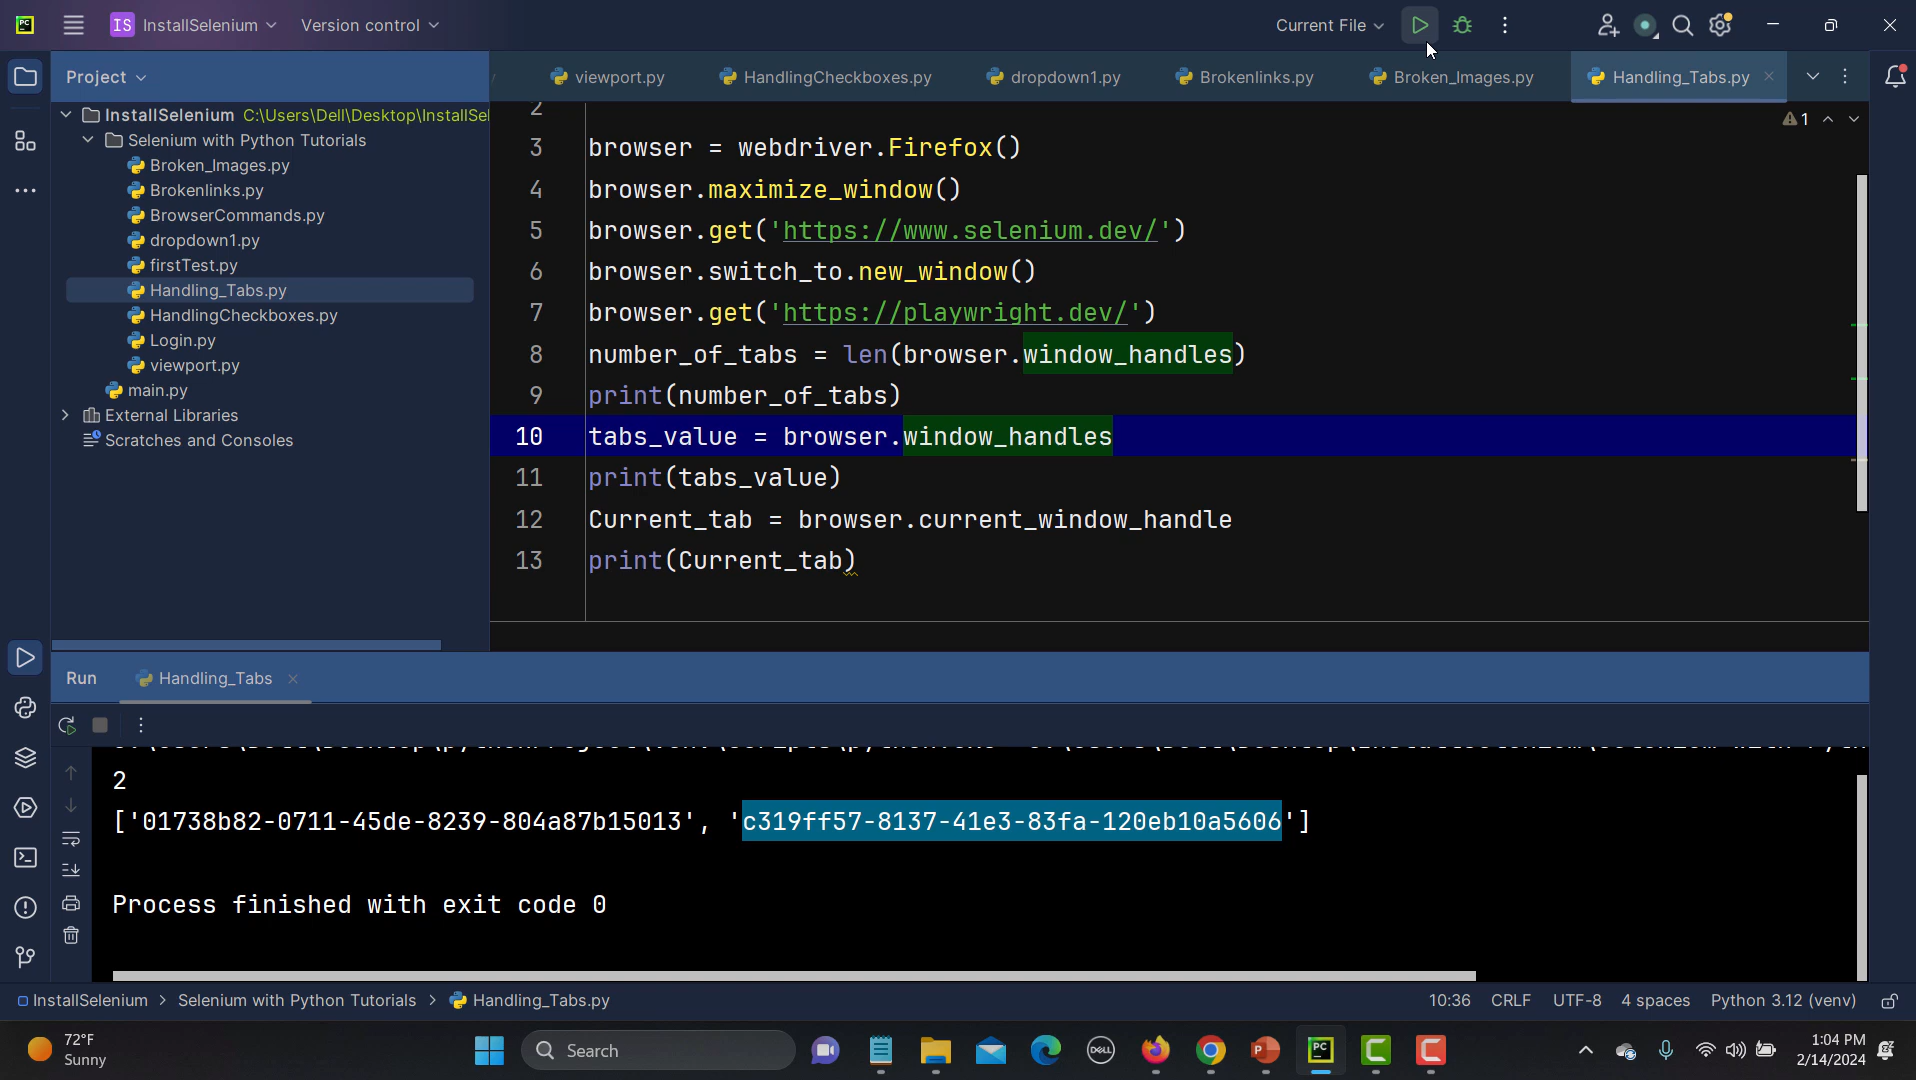 IS InstallSelenium Version control Current File
Project
viewport.py HandlingCheckboxes.py dropdown1.py Brokenlinks.py Broken_Images.py Handling_Tabs.py
InstallSelenium C:\Users\Dell\Desktop\InstallSel
Selenium with Python Tutorials
Broken_Images.py
Brokenlinks.py
BrowserCommands.py
dropdown1.py
firstTest.py
Handling_Tabs.py
HandlingCheckboxes.py
Login.py
viewport.py
main.py
External Libraries
Scratches and Consoles
1
2
3 browser = webdriver.Firefox()
4 browser.maximize_window()
5 browser.get('https://www.selenium.dev/')
6 browser.switch_to.new_window()
7 browser.get('https://playwright.dev/')
8 number_of_tabs = len(browser.window_handles)
9 print(number_of_tabs)
10 tabs_value = browser.window_handles
11 print(tabs_value)
12 Current_tab = browser.current_window_handle
13 print(Current_tab)
Run Handling_Tabs
2
['01738b82-0711-45de-8239-804a87b15013', 'c319ff57-8137-41e3-83fa-120eb10a5606']
Process finished with exit code 0
InstallSelenium > Selenium with Python Tutorials > Handling_Tabs.py 10:36 CRLF UTF-8 4 spaces Python 3.12 (venv)
72°F
Sunny
Search
DELL
PC
1:04 PM
2/14/2024